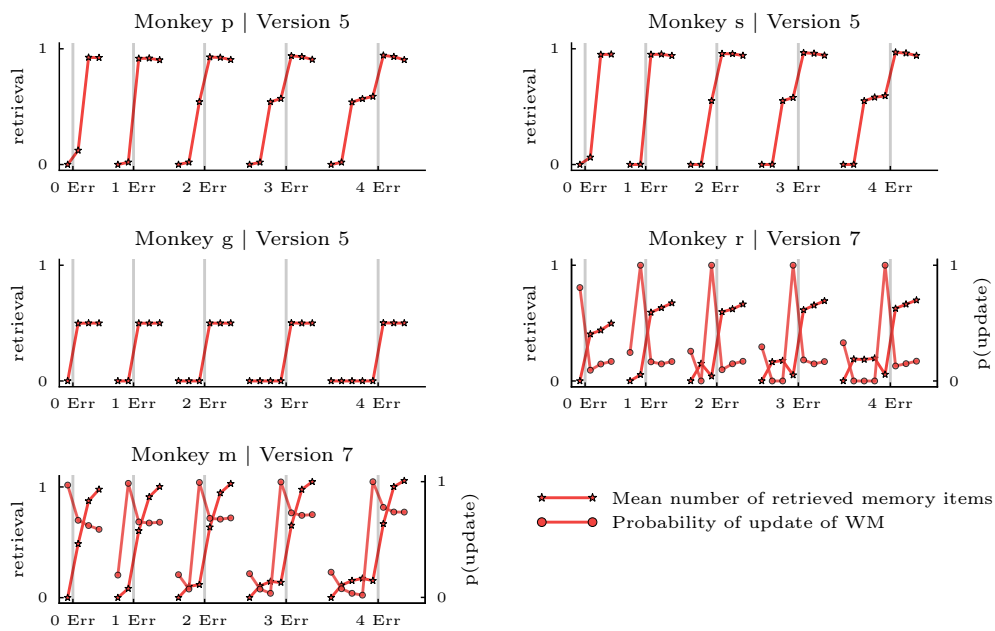 Monkey p | Version 5
1
retrieval
0
0 Err 1 Err 2 Err 3 Err 4 Err
Monkey s | Version 5
1
retrieval
0
0 Err 1 Err 2 Err 3 Err 4 Err
Monkey g | Version 5
1
retrieval
0
0 Err 1 Err 2 Err 3 Err 4 Err
Monkey r | Version 7
1 1
retrieval p(update)
0 0
0 Err 1 Err 2 Err 3 Err 4 Err
Monkey m | Version 7
1 1
retrieval p(update)
0 0
0 Err 1 Err 2 Err 3 Err 4 Err
Mean number of retrieved memory items
Probability of update of WM